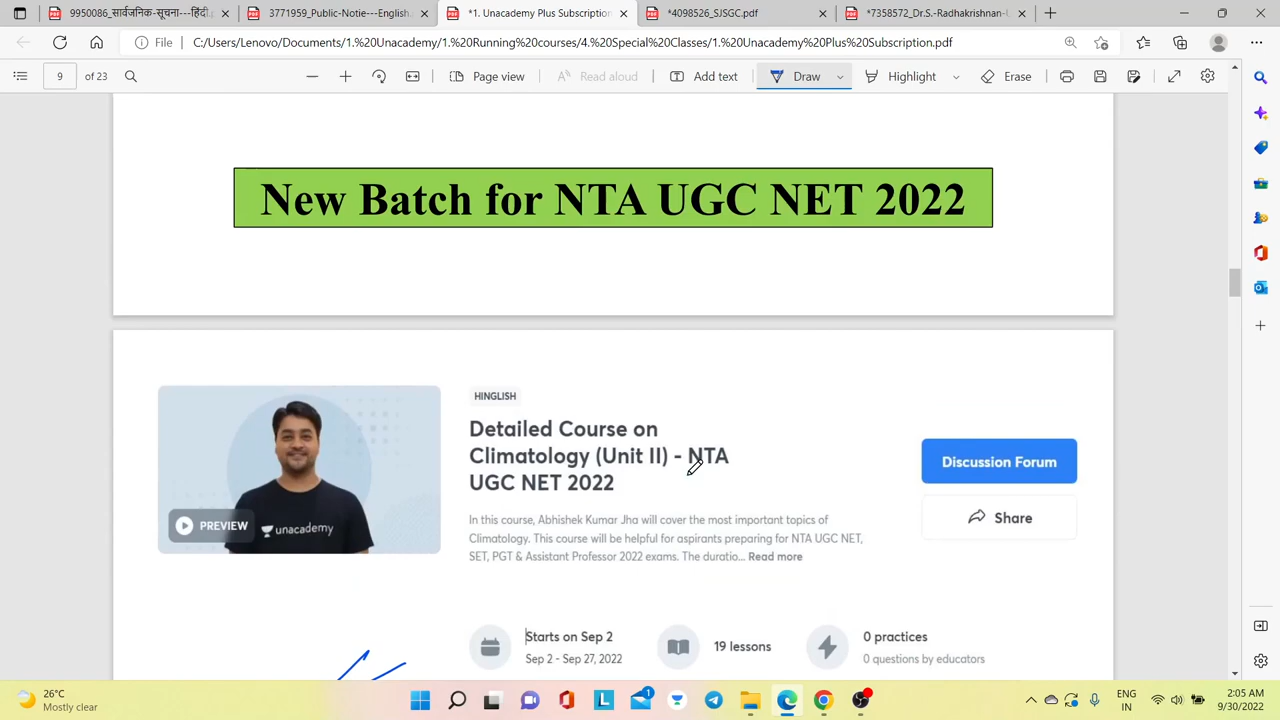 9950086_सार्वजनिक-सूचना---हिंदी.
3771959_Public-Notie---English.
*1. Unacademy Plus Subscription.
*4098526_SJSGC.pdf
*7353572_Dr.S.-Radhakrishnan-U
File
C:/Users/Lenovo/Documents/1.%20Unacademy/1.%20Running%20courses/4.%20Special%20Classes/1.%20Unacademy%20Plus%20Subscription.pdf
9 of 23
Page view
Read aloud
Add text
Draw
Highlight
Erase
New Batch for NTA UGC NET 2022
HINGLISH
Detailed Course on
Climatology (Unit II) - NTA
UGC NET 2022
Discussion Forum
Share
PREVIEW
unacademy
In this course, Abhishek Kumar Jha will cover the most important topics of
Climatology. This course will be helpful for aspirants preparing for NTA UGC NET,
SET, PGT & Assistant Professor 2022 exams. The duratio... Read more
Starts on Sep 2
Sep 2 - Sep 27, 2022
19 lessons
0 practices
0 questions by educators
26°C
Mostly clear
1
ENG
IN
2:05 AM
9/30/2022